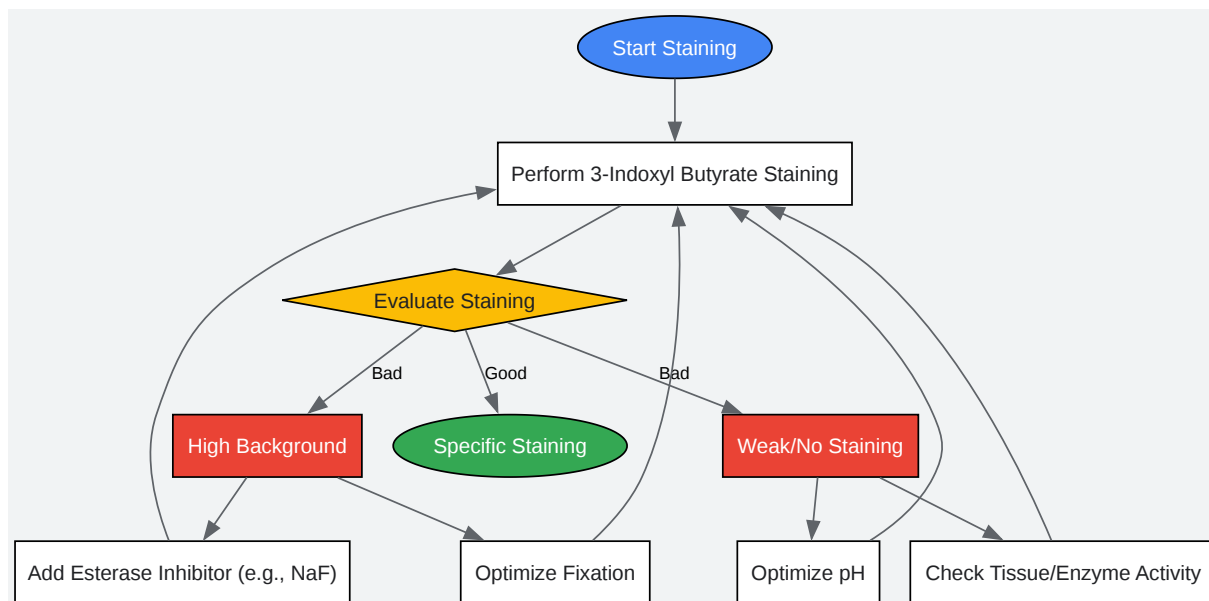 Start Staining
Perform 3-Indoxyl Butyrate Staining
Evaluate Staining
Bad
Good
Bad
High Background
Specific Staining
Weak/No Staining
Add Esterase Inhibitor (e.g., NaF)
Optimize Fixation
Optimize pH
Check Tissue/Enzyme Activity